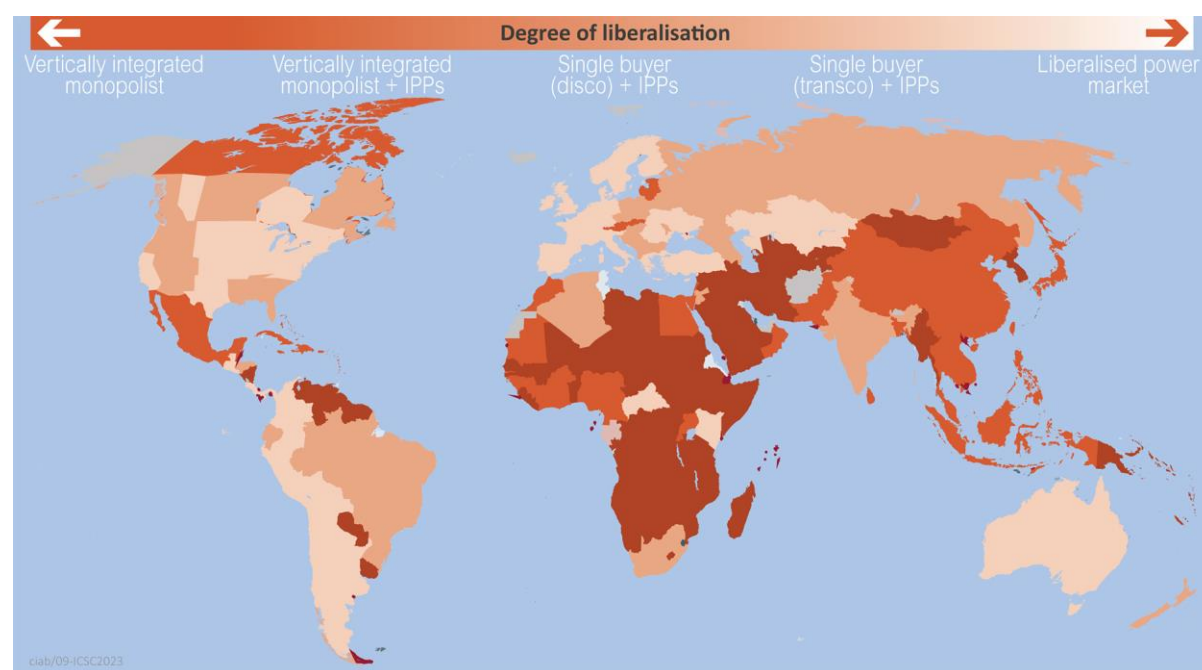 Degree of liberalisation
Vertically integrated
monopolist
Vertically integrated
monopolist + IPPs
Single buyer
(disco) + IPPs
Single buyer
(transco) + IPPs
Liberalised power
market
ciab/09-ICSC2023